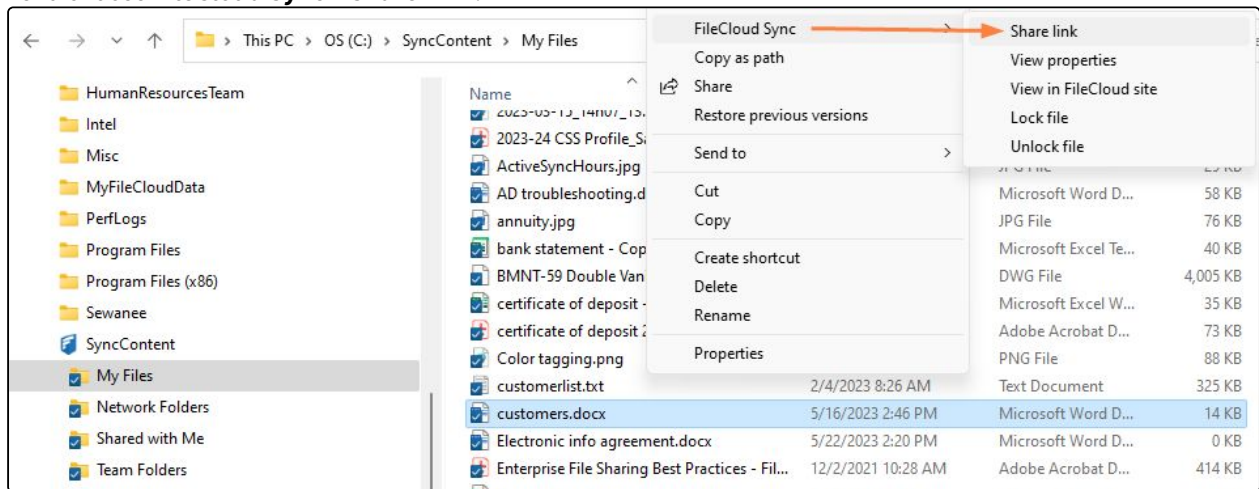 This PC > OS (C:) > SyncContent > My Files
FileCloud Sync >
Copy as path
Share
Restore previous versions
Send to >
Cut
Copy
Create shortcut
Delete
Rename
Properties
Share link
View properties
View in FileCloud site
Lock file
Unlock file
HumanResourcesTeam
Intel
Misc
MyFileCloudData
PerfLogs
Program Files
Program Files (x86)
Sewanee
SyncContent
My Files
Network Folders
Shared with Me
Team Folders
Name
2023-24 CSS Profile_Sa
ActiveSyncHours.jpg
AD troubleshooting.d Microsoft Word D... 58 KB
annuity.jpg JPG File 76 KB
bank statement - Cop Microsoft Excel Te... 40 KB
BMNT-59 Double Van DWG File 4,005 KB
certificate of deposit - Microsoft Excel W... 35 KB
certificate of deposit 2 Adobe Acrobat D... 73 KB
Color tagging.png PNG File 88 KB
customerlist.txt 2/4/2023 8:26 AM Text Document 325 KB
customers.docx 5/16/2023 2:46 PM Microsoft Word D... 14 KB
Electronic info agreement.docx 5/22/2023 2:20 PM Microsoft Word D... 0 KB
Enterprise File Sharing Best Practices - Fil... 12/2/2021 10:28 AM Adobe Acrobat D... 414 KB